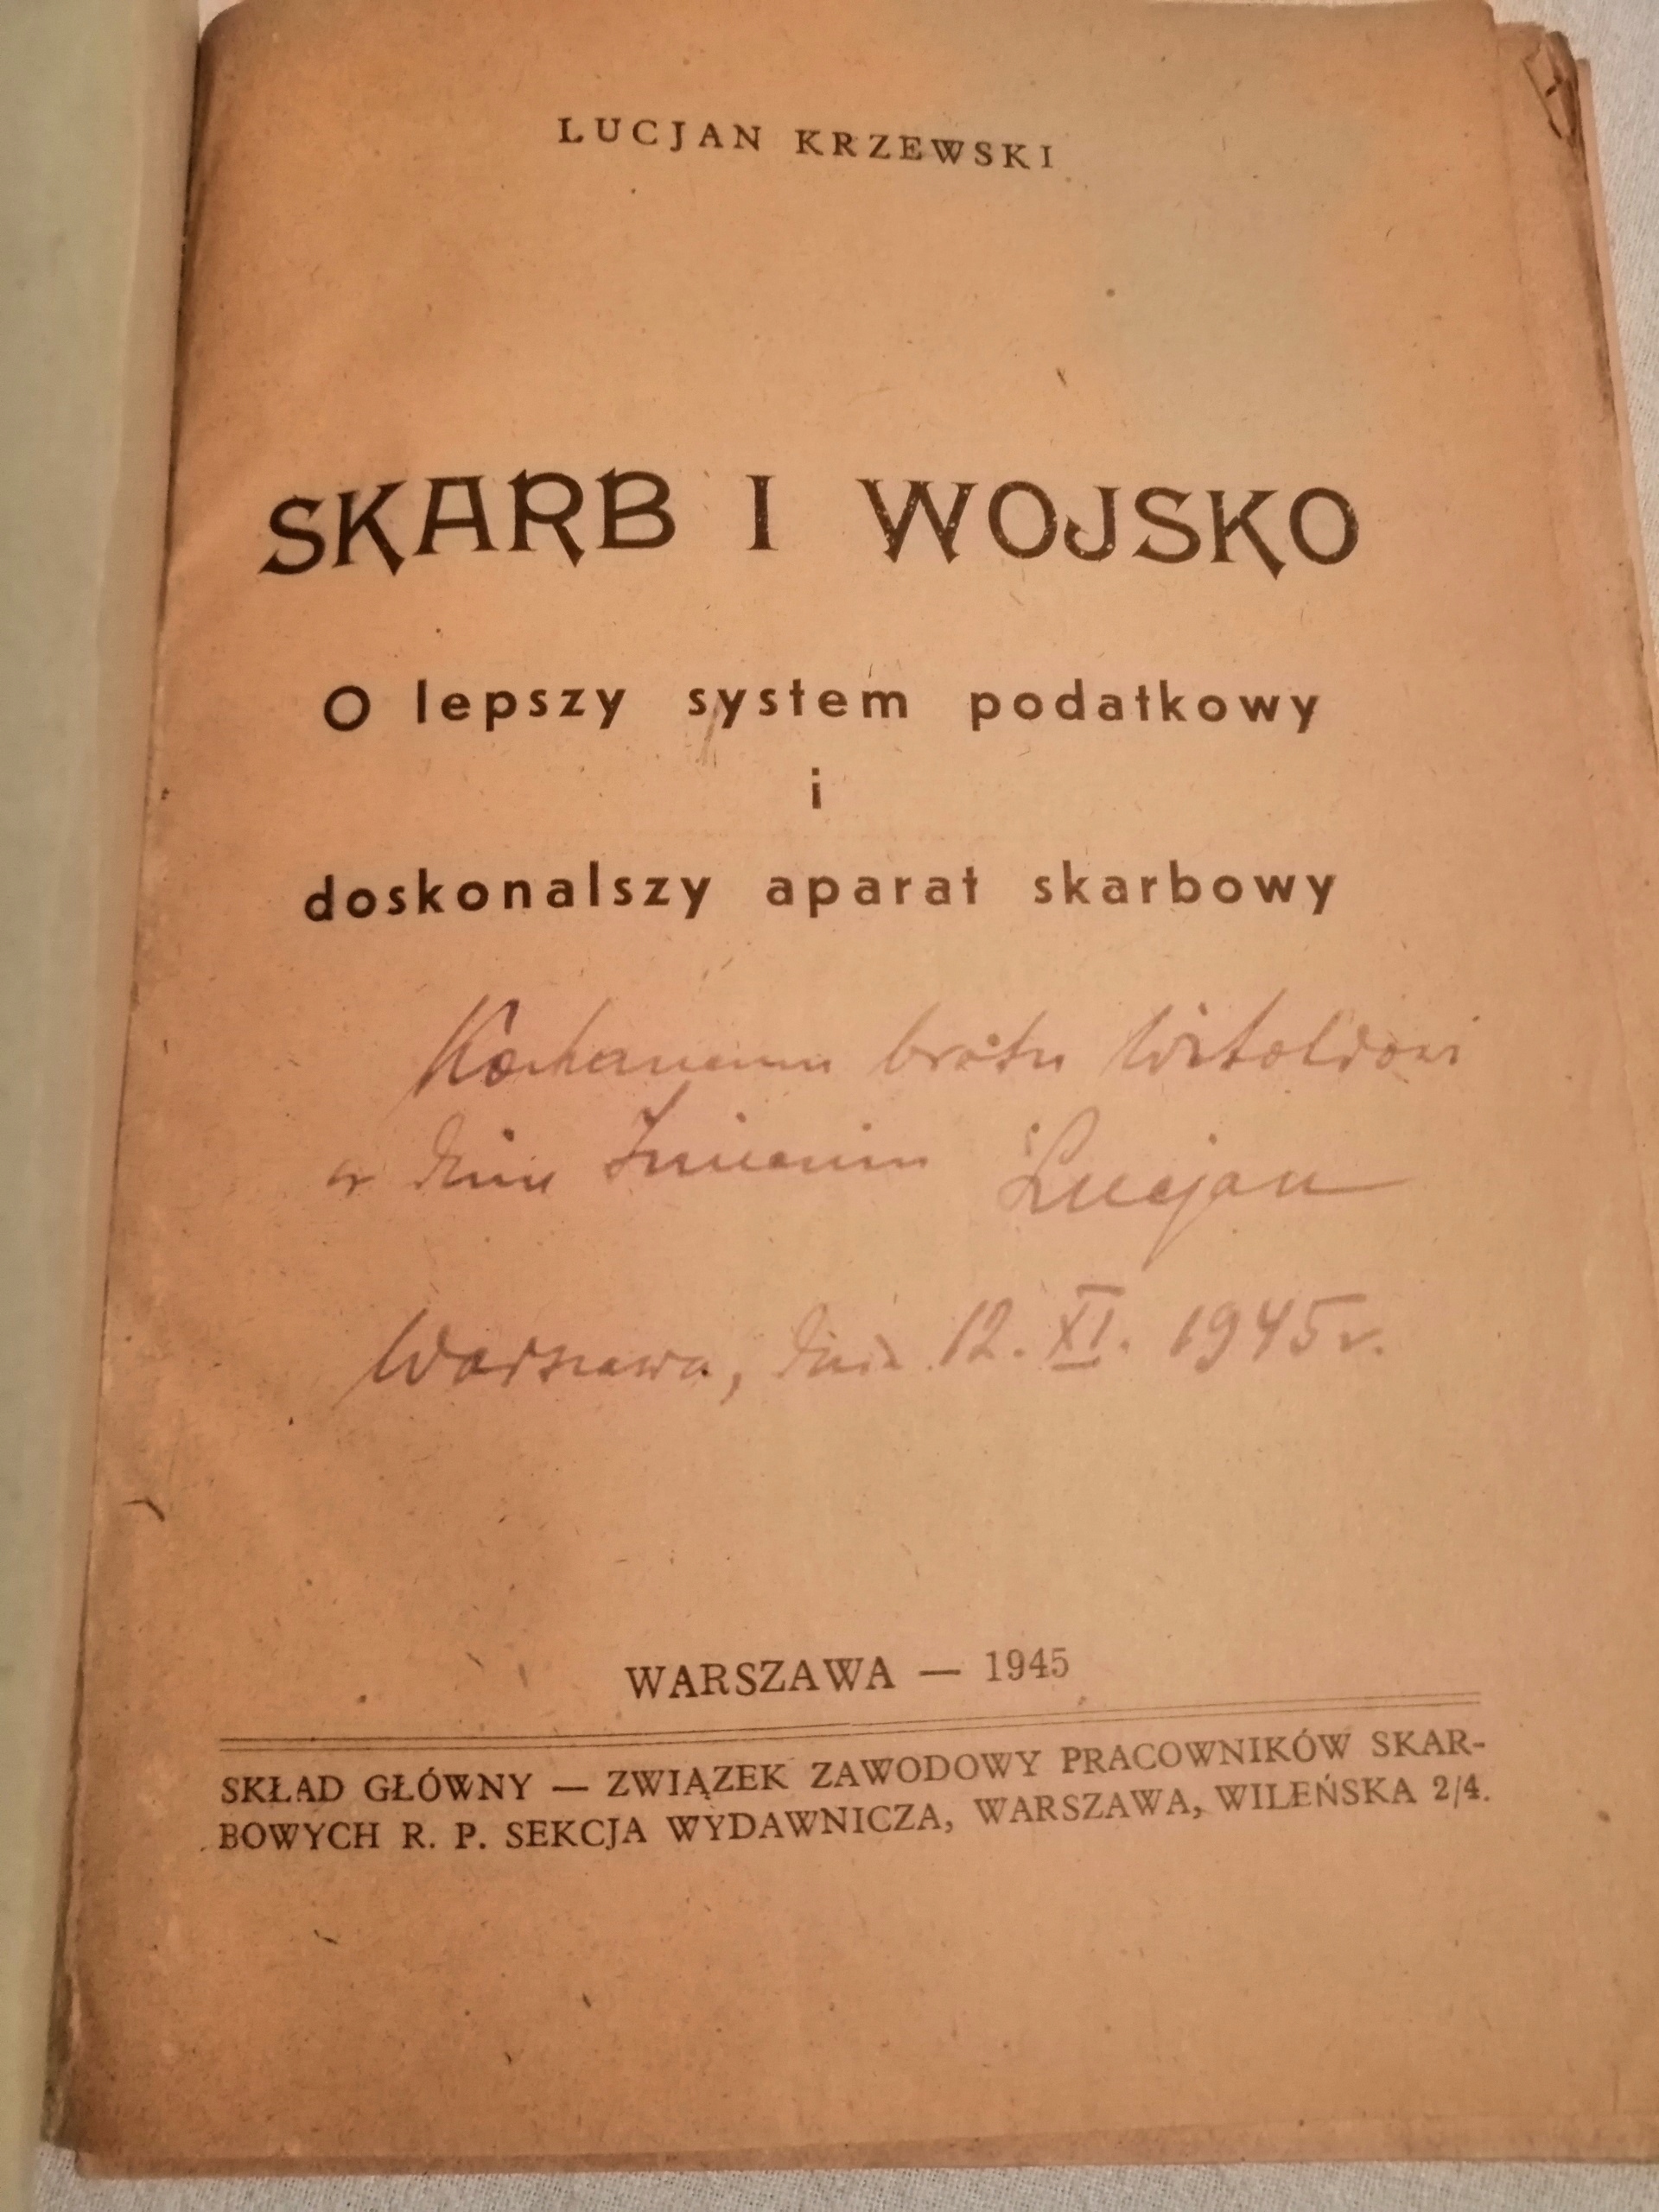 LUCJAN KRZEWSKI
SKARB I WOJSKO
O lepszy system podatkowy
i
doskonalszy aparat skarbowy
Kochanemu bratu Witoldowi
w dniu Imienin Lucjan
Warszawa, dnia 12. XI. 1945 r.
WARSZAWA — 1945
SKŁAD GŁÓWNY — ZWIĄZEK ZAWODOWY PRACOWNIKÓW SKAR-
BOWYCH R. P. SEKCJA WYDAWNICZA, WARSZAWA, WILEŃSKA 2/4.